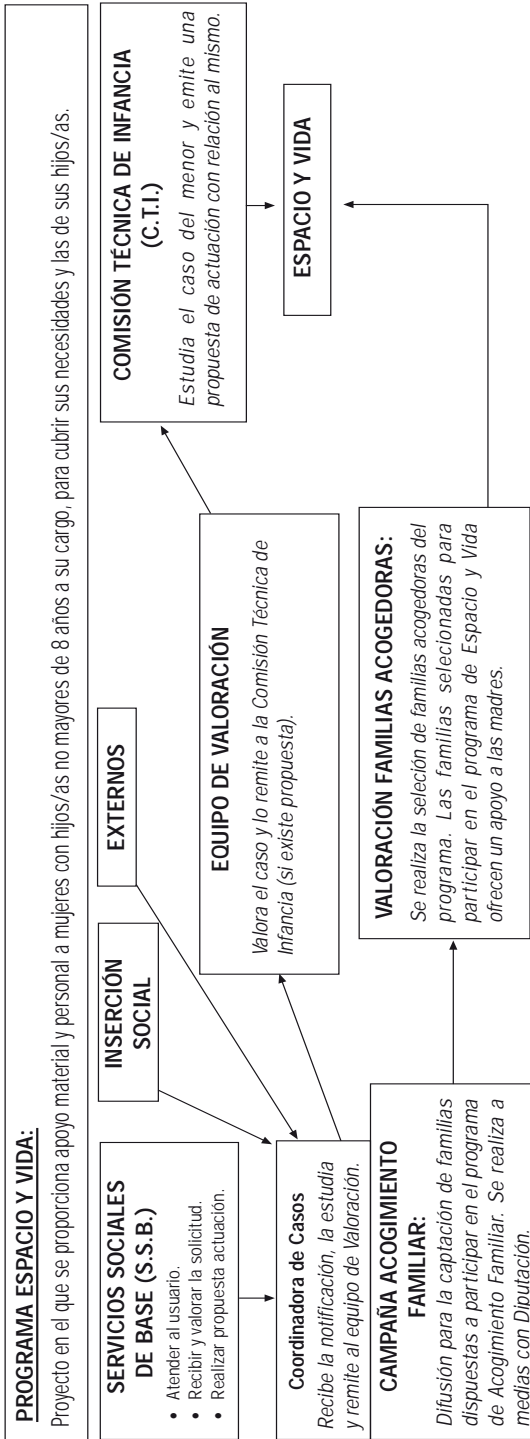 PROGRAMA ESPACIO Y VIDA:
Proyecto en el que se proporciona apoyo material y personal a mujeres con hijos/as no mayores de 8 años a su cargo, para cubrir sus necesidades y las de sus hijos/as.
SERVICIOS SOCIALES
DE BASE (S.S.B.)
• Atender al usuario.
• Recibir y valorar la solicitud.
• Realizar propuesta actuación.
INSERCIÓN
SOCIAL
EXTERNOS
COMISIÓN TÉCNICA DE INFANCIA
(C.T.I.)
Estudia el caso del menor y emite una
propuesta de actuación con relación al mismo.
Coordinadora de Casos
Recibe la notificación, la estudia
y remite al equipo de Valoración.
EQUIPO DE VALORACIÓN
Valora el caso y lo remite a la Comisión Técnica de
Infancia (si existe propuesta).
ESPACIO Y VIDA
CAMPAÑA ACOGIMIENTO
FAMILIAR:
Difusión para la captación de familias
dispuestas a participar en el programa
de Acogimiento Familiar. Se realiza a
medias con Diputación.
VALORACIÓN FAMILIAS ACOGEDORAS:
Se realiza la seleción de familias acogedoras del
programa. Las familias selecionadas para
participar en el programa de Espacio y Vida
ofrecen un apoyo a las madres.